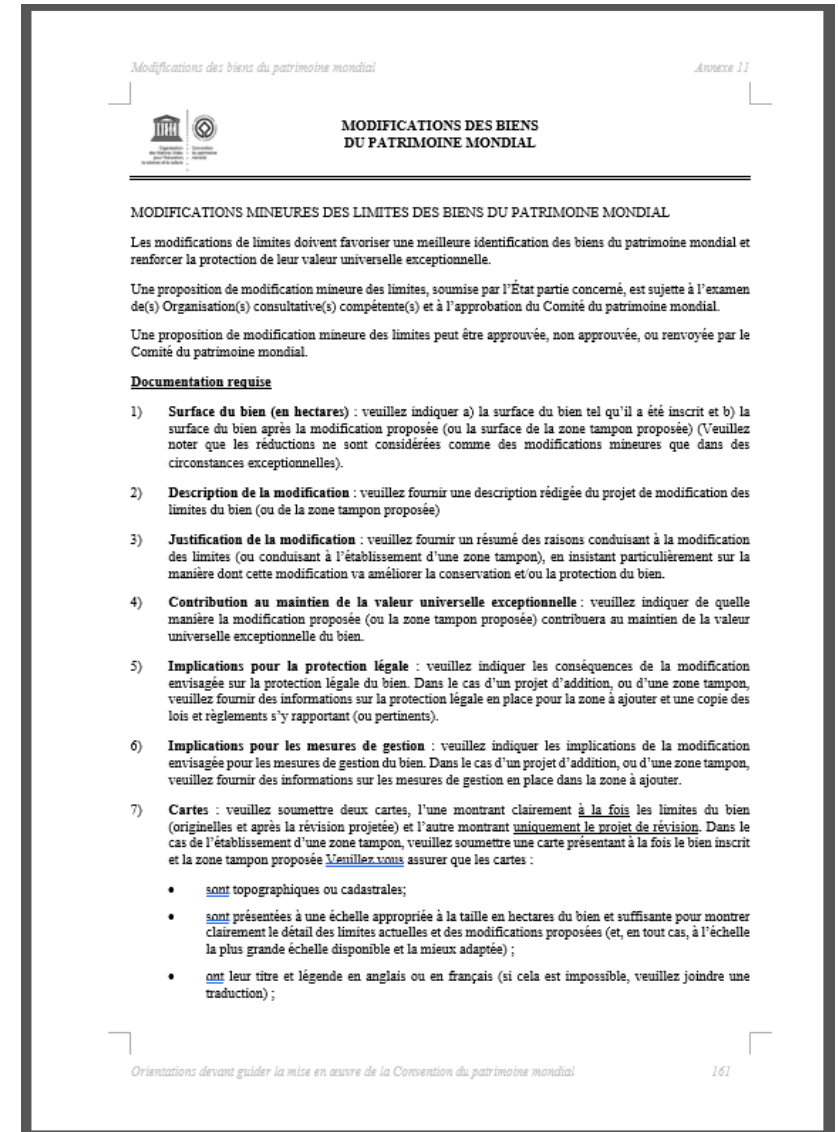 Modifications des biens du patrimoine mondial Annexe 11
MODIFICATIONS DES BIENS
DU PATRIMOINE MONDIAL
Organisation
des Nations Unies
pour l'éducation,
la science et la culture
Convention
du patrimoine
mondial
MODIFICATIONS MINEURES DES LIMITES DES BIENS DU PATRIMOINE MONDIAL
Les modifications de limites doivent favoriser une meilleure identification des biens du patrimoine mondial et
renforcer la protection de leur valeur universelle exceptionnelle.
Une proposition de modification mineure des limites, soumise par l'État partie concerné, est sujette à l'examen
de(s) Organisation(s) consultative(s) compétente(s) et à l'approbation du Comité du patrimoine mondial.
Une proposition de modification mineure des limites peut être approuvée, non approuvée, ou renvoyée par le
Comité du patrimoine mondial.
Documentation requise
1) Surface du bien (en hectares) : veuillez indiquer a) la surface du bien tel qu'il a été inscrit et b) la
surface du bien après la modification proposée (ou la surface de la zone tampon proposée) (Veuillez
noter que les réductions ne sont considérées comme des modifications mineures que dans des
circonstances exceptionnelles).
2) Description de la modification : veuillez fournir une description rédigée du projet de modification des
limites du bien (ou de la zone tampon proposée)
3) Justification de la modification : veuillez fournir un résumé des raisons conduisant à la modification
des limites (ou conduisant à l'établissement d'une zone tampon), en insistant particulièrement sur la
manière dont cette modification va améliorer la conservation et/ou la protection du bien.
4) Contribution au maintien de la valeur universelle exceptionnelle : veuillez indiquer de quelle
manière la modification proposée (ou la zone tampon proposée) contribuera au maintien de la valeur
universelle exceptionnelle du bien.
5) Implications pour la protection légale : veuillez indiquer les conséquences de la modification
envisagée sur la protection légale du bien. Dans le cas d'un projet d'addition, ou d'une zone tampon,
veuillez fournir des informations sur la protection légale en place pour la zone à ajouter et une copie des
lois et règlements s'y rapportant (ou pertinents).
6) Implications pour les mesures de gestion : veuillez indiquer les implications de la modification
envisagée pour les mesures de gestion du bien. Dans le cas d'un projet d'addition, ou d'une zone tampon,
veuillez fournir des informations sur les mesures de gestion en place dans la zone à ajouter.
7) Cartes : veuillez soumettre deux cartes, l'une montrant clairement à la fois les limites du bien
(originelles et après la révision projetée) et l'autre montrant uniquement le projet de révision. Dans le
cas de l'établissement d'une zone tampon, veuillez soumettre une carte présentant à la fois le bien inscrit
et la zone tampon proposée Veuillez vous assurer que les cartes :
• sont topographiques ou cadastrales;
• sont présentées à une échelle appropriée à la taille en hectares du bien et suffisante pour montrer
clairement le détail des limites actuelles et des modifications proposées (et, en tout cas, à l'échelle
la plus grande échelle disponible et la mieux adaptée) ;
• ont leur titre et légende en anglais ou en français (si cela est impossible, veuillez joindre une
traduction) ;
Orientations devant guider la mise en œuvre de la Convention du patrimoine mondial 161